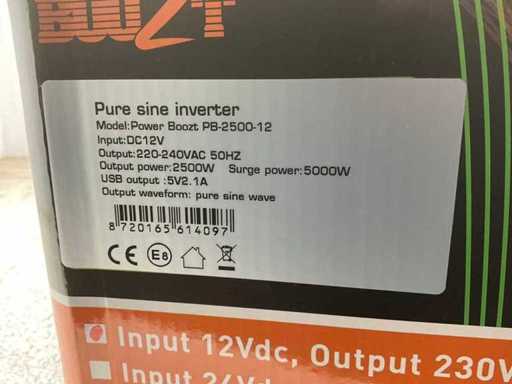 BOOZT
Pure sine inverter
Model:Power Boozt PB-2500-12
Input:DC12V
Output:220-240VAC 50HZ
Output power:2500W Surge power:5000W
USB output :5V2.1A
Output waveform: pure sine wave
8 720165 614097
CE E8
Input 12Vdc, Output 230V
Input 24Vd